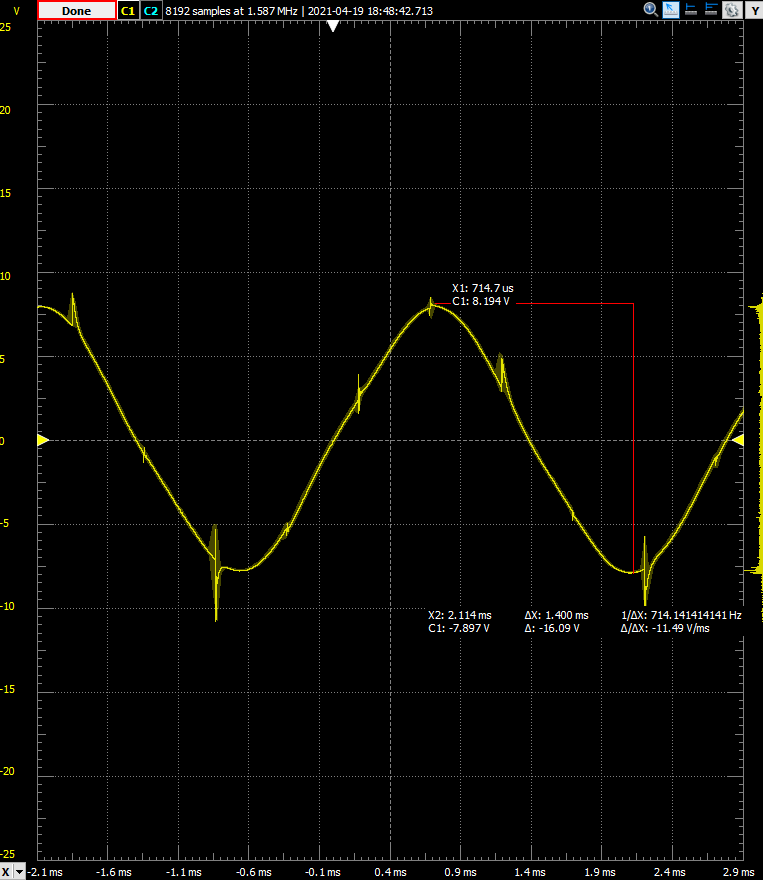 V Done C1 C2 8192 samples at 1.587 MHz | 2021-04-19 18:48:42.713 Y
25
20
15
10
X1: 714.7 us
C1: 8.194 V
5
0
-5
-10
X2: 2.114 ms ΔX: 1.400 ms 1/ΔX: 714.141414141 Hz
C1: -7.897 V Δ: -16.09 V Δ/ΔX: -11.49 V/ms
-15
-20
-25
X -2.1 ms -1.6 ms -1.1 ms -0.6 ms -0.1 ms 0.4 ms 0.9 ms 1.4 ms 1.9 ms 2.4 ms 2.9 ms